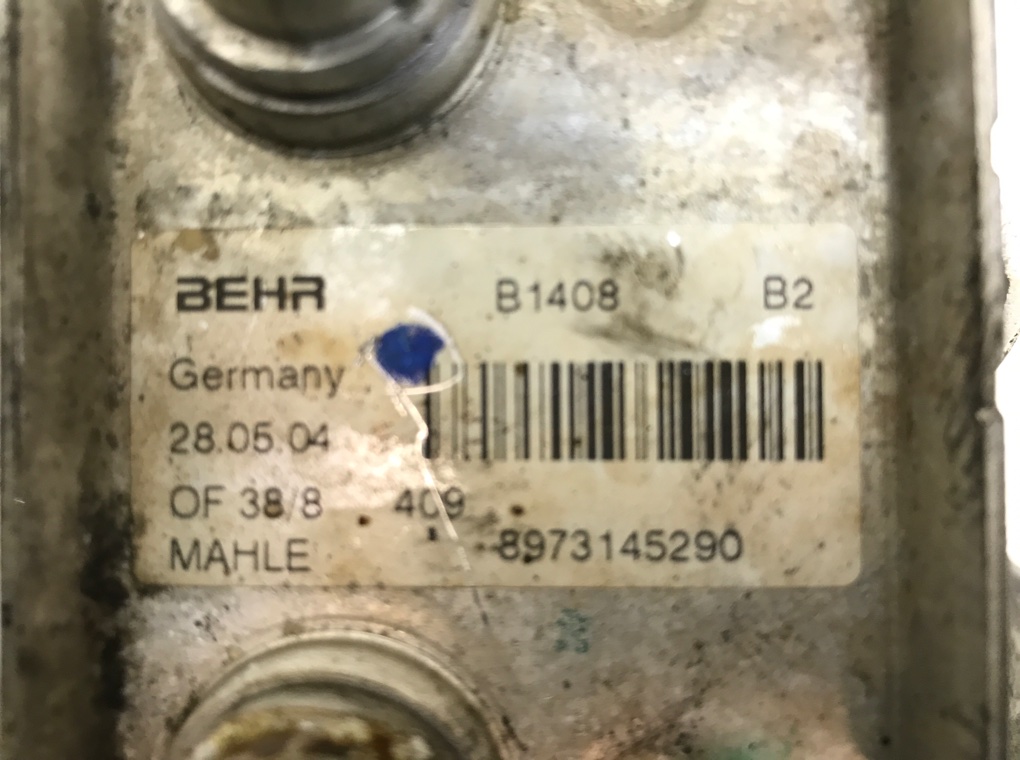 BEHR B1408 B2
Germany
28.05.04
OF 38/8 409
MAHLE 8973145290